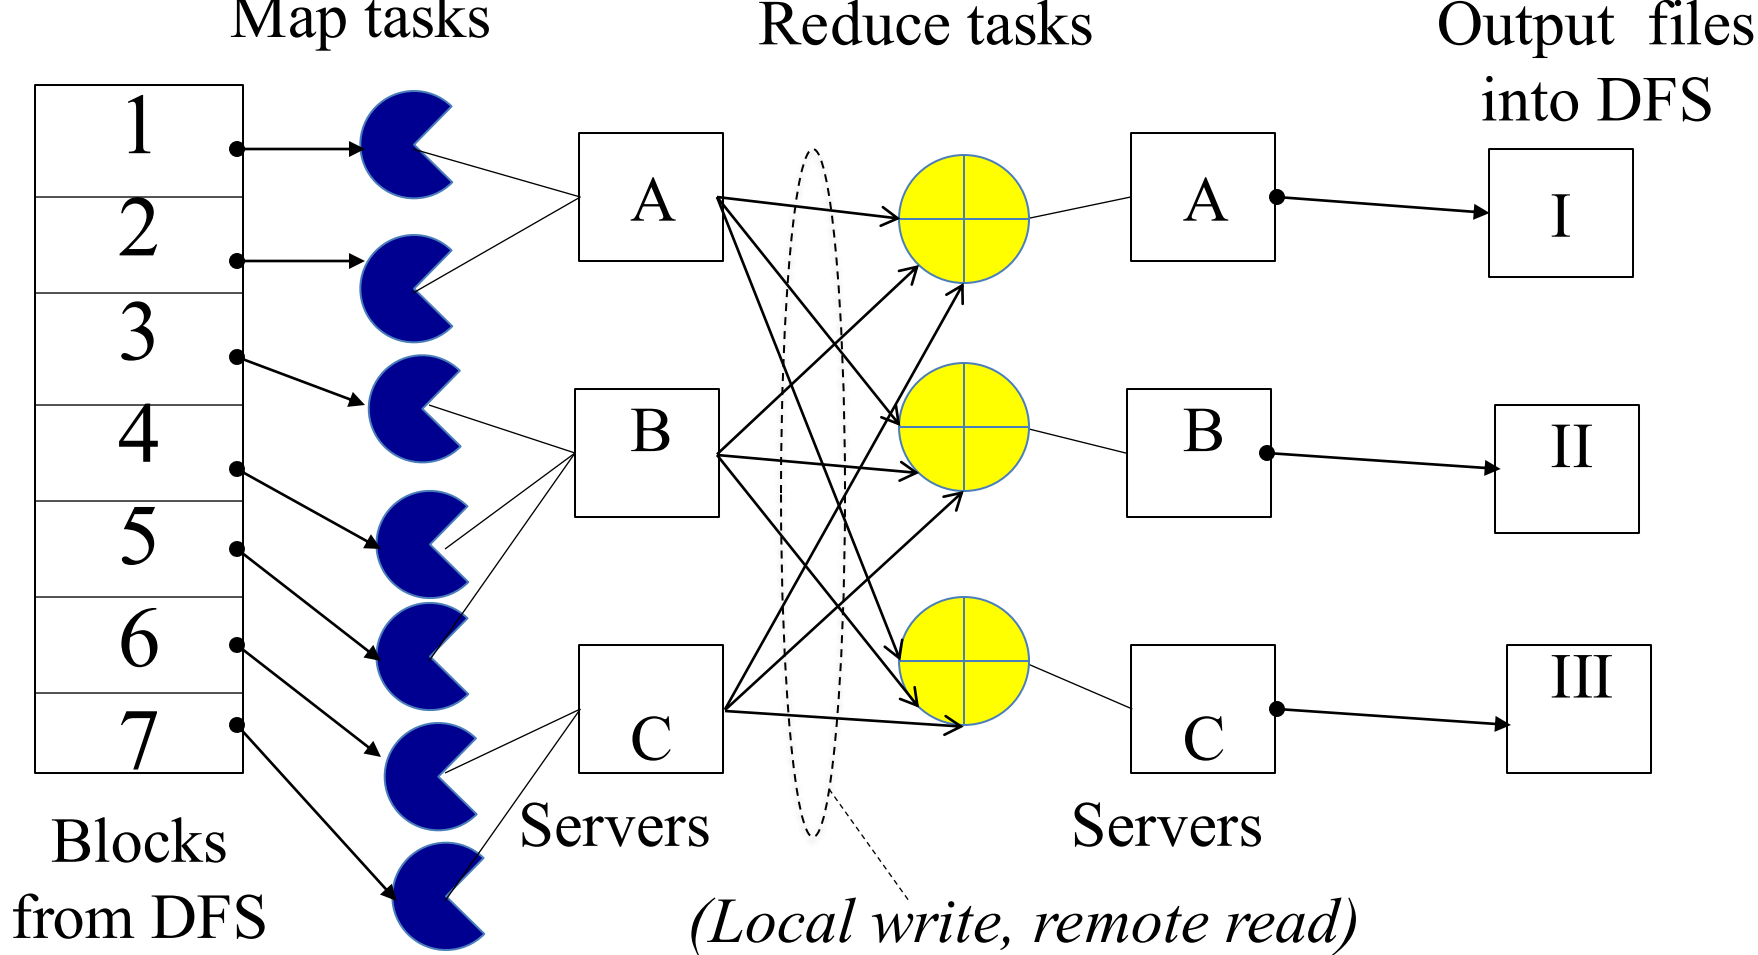 Map tasks
Reduce tasks
Output files
into DFS
1
2
3
4
5
6
7
A
B
C
A
B
C
I
II
III
Servers
Servers
Blocks
from DFS
(Local write, remote read)